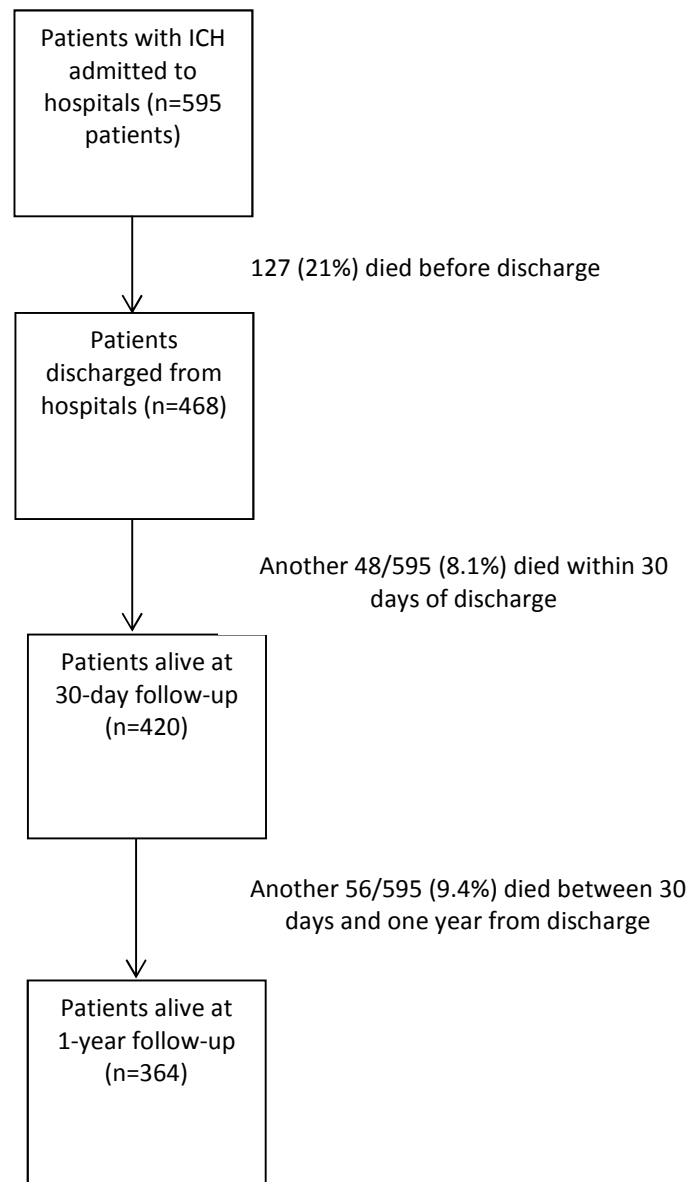 Patients with ICH
admitted to
hospitals (n=595
patients)
127 (21%) died before discharge
Patients
discharged from
hospitals (n=468)
Another 48/595 (8.1%) died within 30
days of discharge
Patients alive at
30-day follow-up
(n=420)
Another 56/595 (9.4%) died between 30
days and one year from discharge
Patients alive at
1-year follow-up
(n=364)